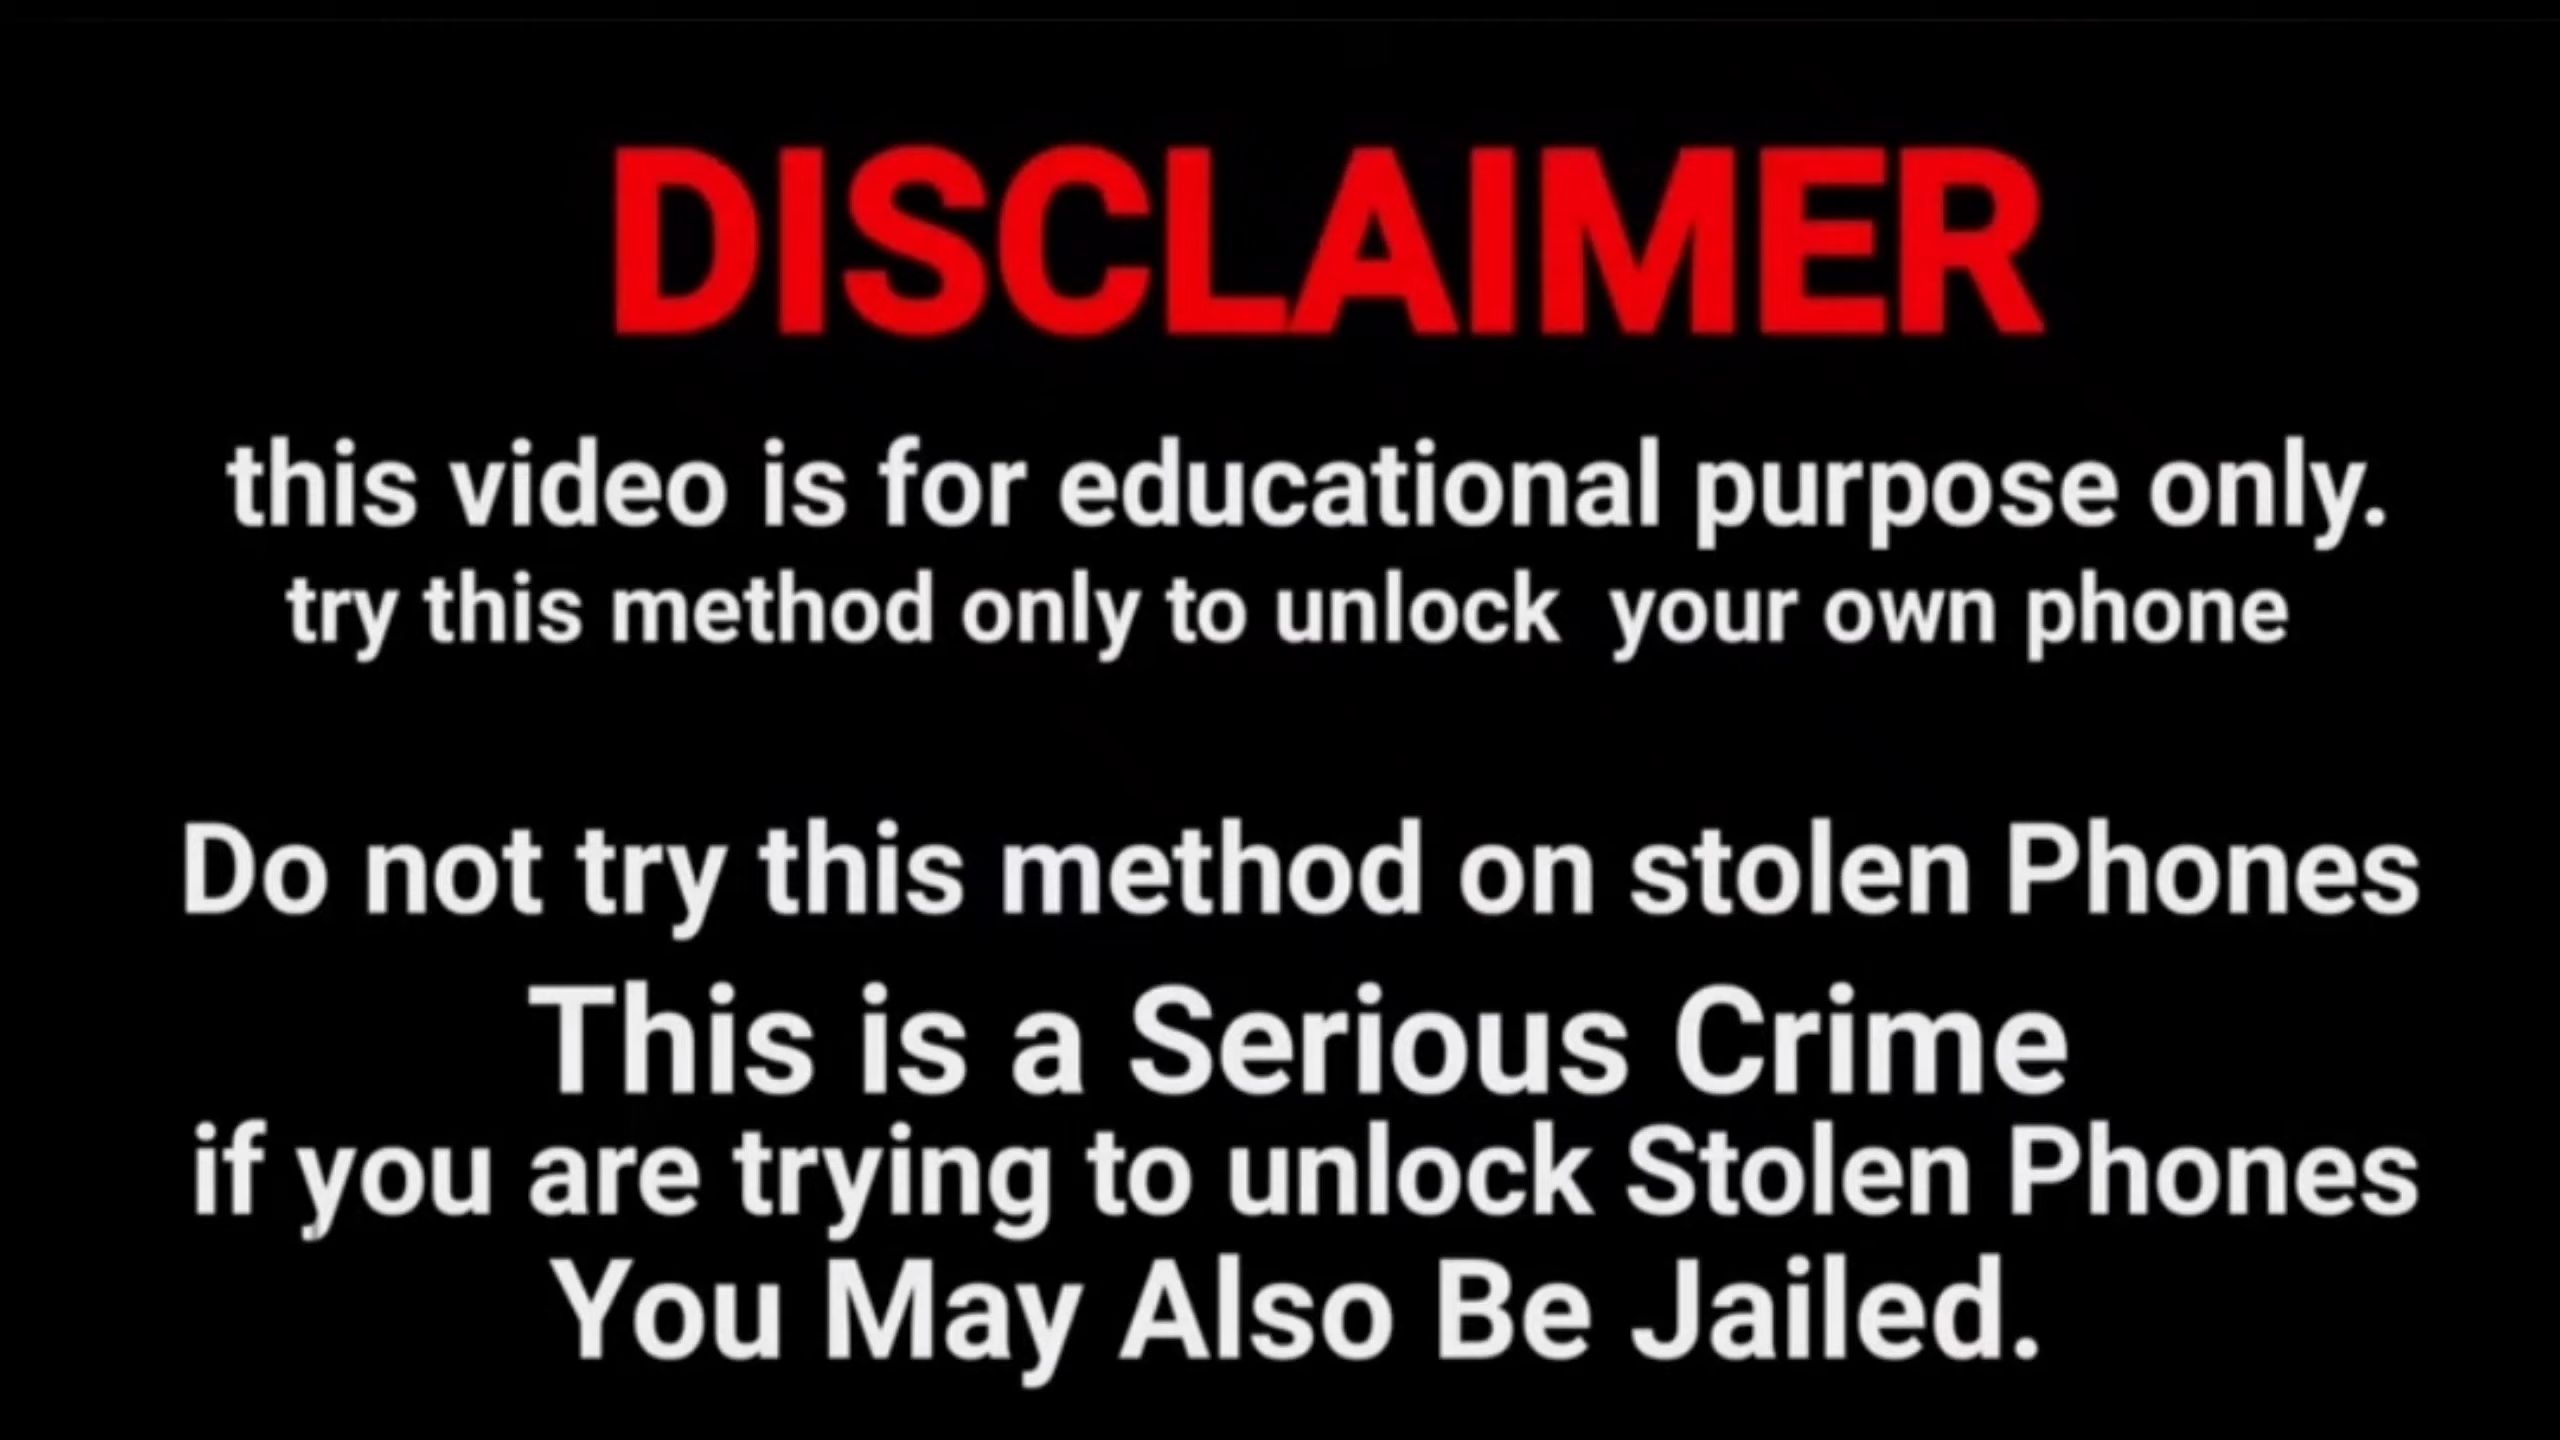 DISCLAIMER
this video is for educational purpose only.
try this method only to unlock  your own phone
Do not try this method on stolen Phones
This is a Serious Crime
if you are trying to unlock Stolen Phones
You May Also Be Jailed.